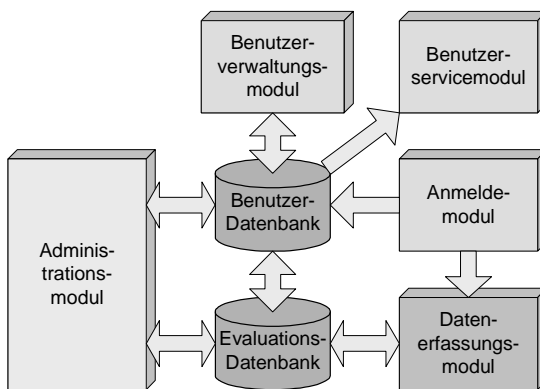 Benutzer-
verwaltungs-
modul
Benutzer-
servicemodul
Benutzer-
Datenbank
Anmelde-
modul
Adminis-
trations-
modul
Evaluations-
Datenbank
Daten-
erfassungs-
modul